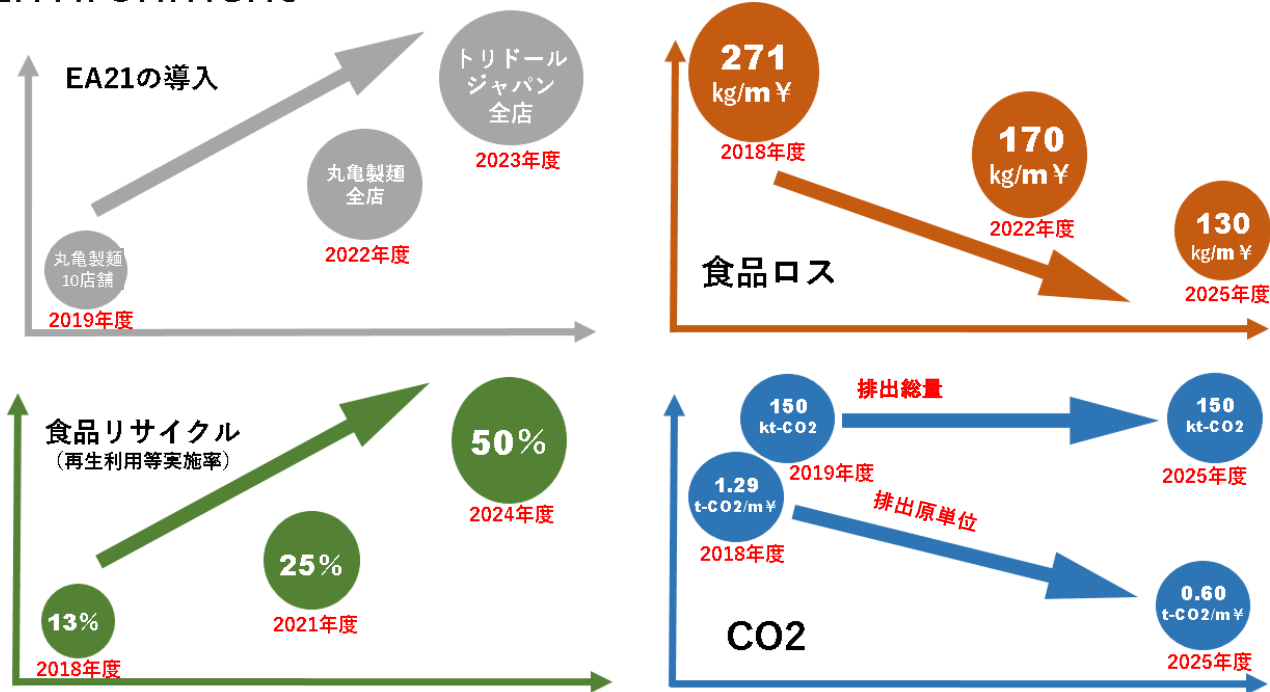 EA21の導入
トリドール
ジャパン
全店
2023年度
丸亀製麺
全店
2022年度
丸亀製麺
10店舗
2019年度
271
kg/m¥
2018年度
170
kg/m¥
2022年度
130
kg/m¥
2025年度
食品ロス
食品リサイクル
（再生利用等実施率）
50%
2024年度
25%
2021年度
13%
2018年度
150
kt-CO2
2019年度
排出総量
150
kt-CO2
2025年度
1.29
t-CO2/m¥
2018年度
排出原単位
0.60
t-CO2/m¥
2025年度
CO2